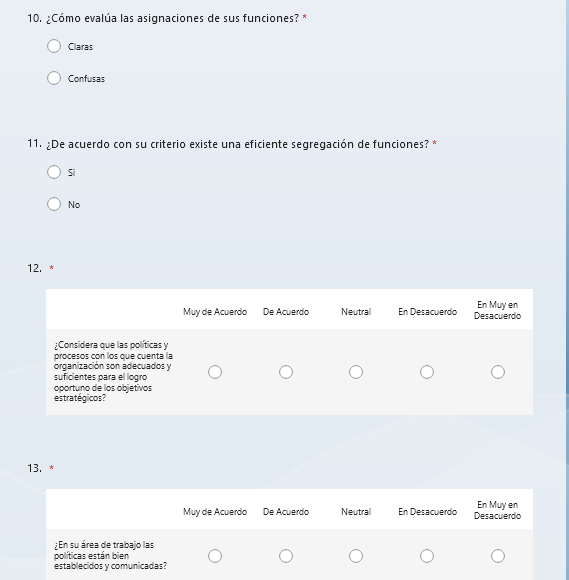 10. ¿Cómo evalúa las asignaciones de sus funciones? *
Claras
Confusas
11. ¿De acuerdo con su criterio existe una eficiente segregación de funciones? *
Si
No
12. *
Muy de Acuerdo De Acuerdo Neutral En Desacuerdo En Muy en Desacuerdo
¿Considera que las políticas y
procesos con los que cuenta la
organización son adecuados y
suficientes para el logro
oportuno de los objetivos
estratégicos?
13. *
Muy de Acuerdo De Acuerdo Neutral En Desacuerdo En Muy en Desacuerdo
¿En su área de trabajo las
políticas están bien
establecidos y comunicadas?